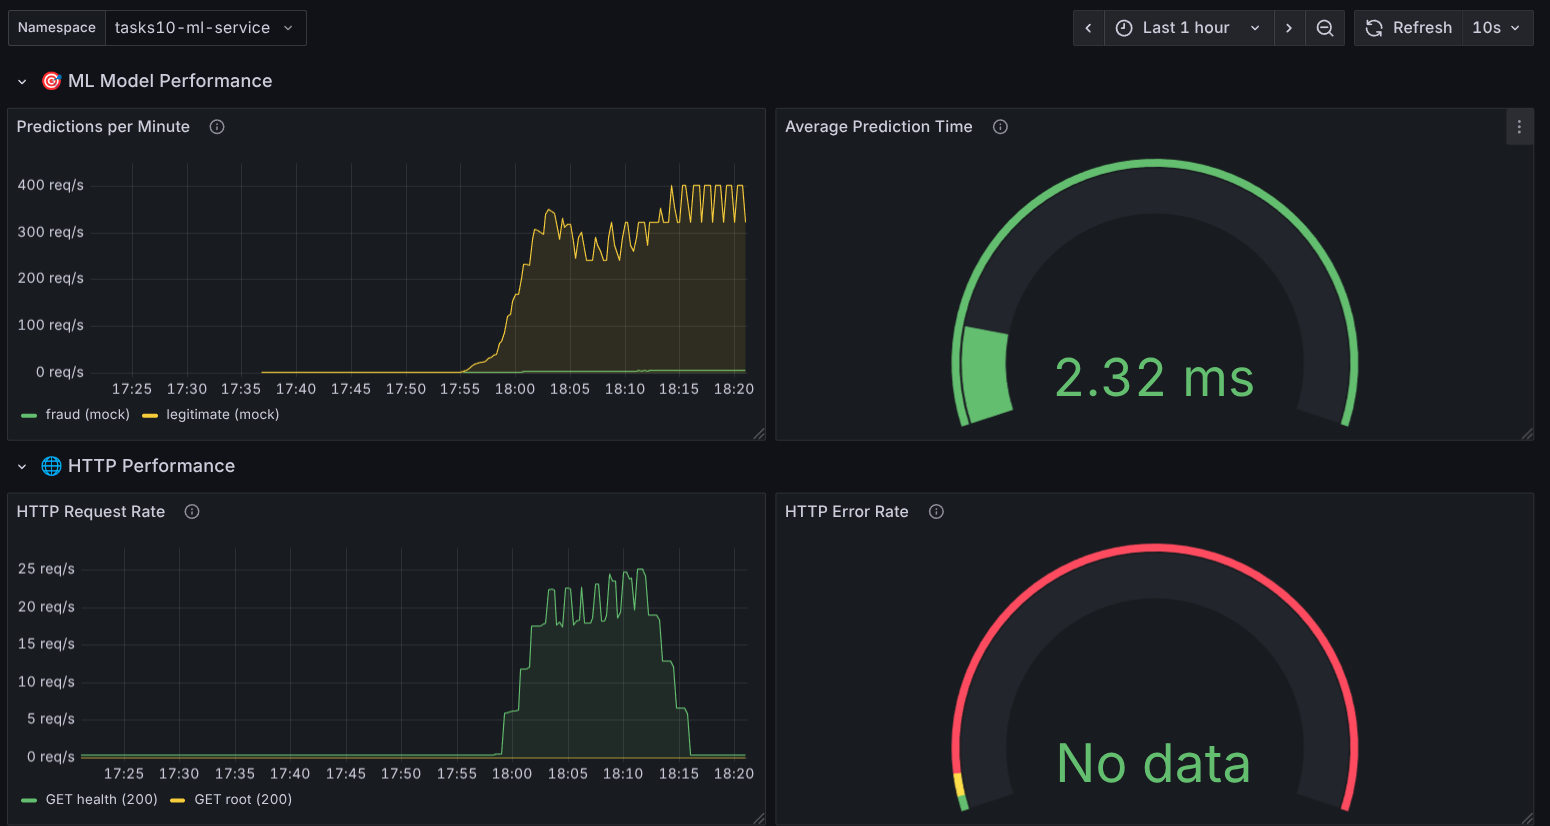 Namespace tasks10-ml-service Last 1 hour Refresh 10s
🎯 ML Model Performance
Predictions per Minute
400 req/s
300 req/s
200 req/s
100 req/s
0 req/s
17:25 17:30 17:35 17:40 17:45 17:50 17:55 18:00 18:05 18:10 18:15 18:20
fraud (mock) legitimate (mock)
Average Prediction Time
2.32 ms
🌐 HTTP Performance
HTTP Request Rate
25 req/s
20 req/s
15 req/s
10 req/s
5 req/s
0 req/s
17:25 17:30 17:35 17:40 17:45 17:50 17:55 18:00 18:05 18:10 18:15 18:20
GET health (200) GET root (200)
HTTP Error Rate
No data